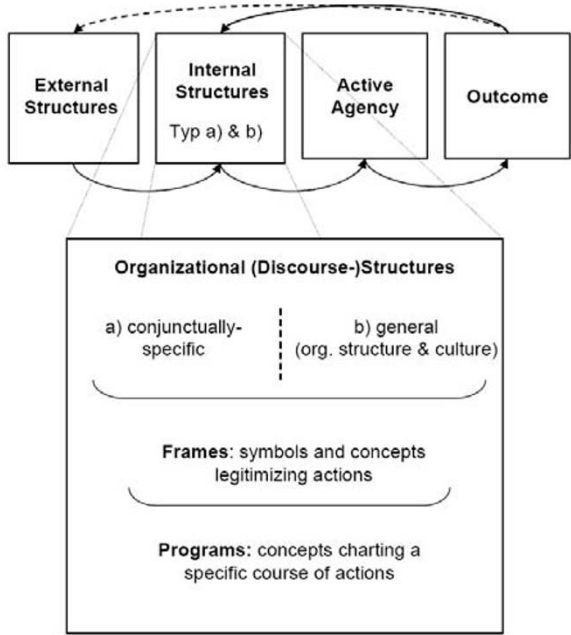 External
Structures
Internal
Structures
Typ a) & b)
Active
Agency
Outcome
Organizational (Discourse-)Structures
a) conjunctually-
specific
b) general
(org. structure & culture)
Frames: symbols and concepts
legitimizing actions
Programs: concepts charting a
specific course of actions